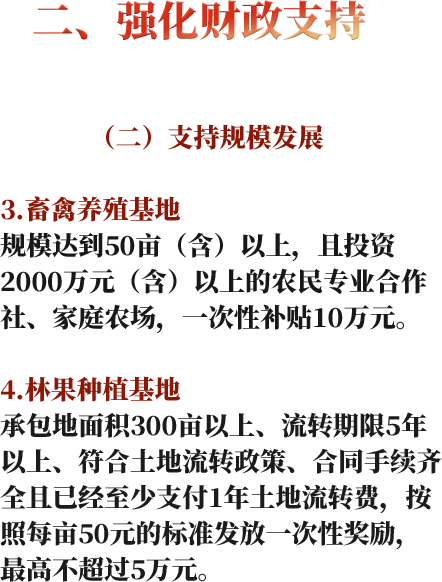 二、强化财政支持
（二）支持规模发展
3.畜禽养殖基地
规模达到50亩（含）以上，且投资
2000万元（含）以上的农民专业合作
社、家庭农场，一次性补贴10万元。
4.林果种植基地
承包地面积300亩以上、流转期限5年
以上、符合土地流转政策、合同手续齐
全且已经至少支付1年土地流转费，按
照每亩50元的标准发放一次性奖励，
最高不超过5万元。